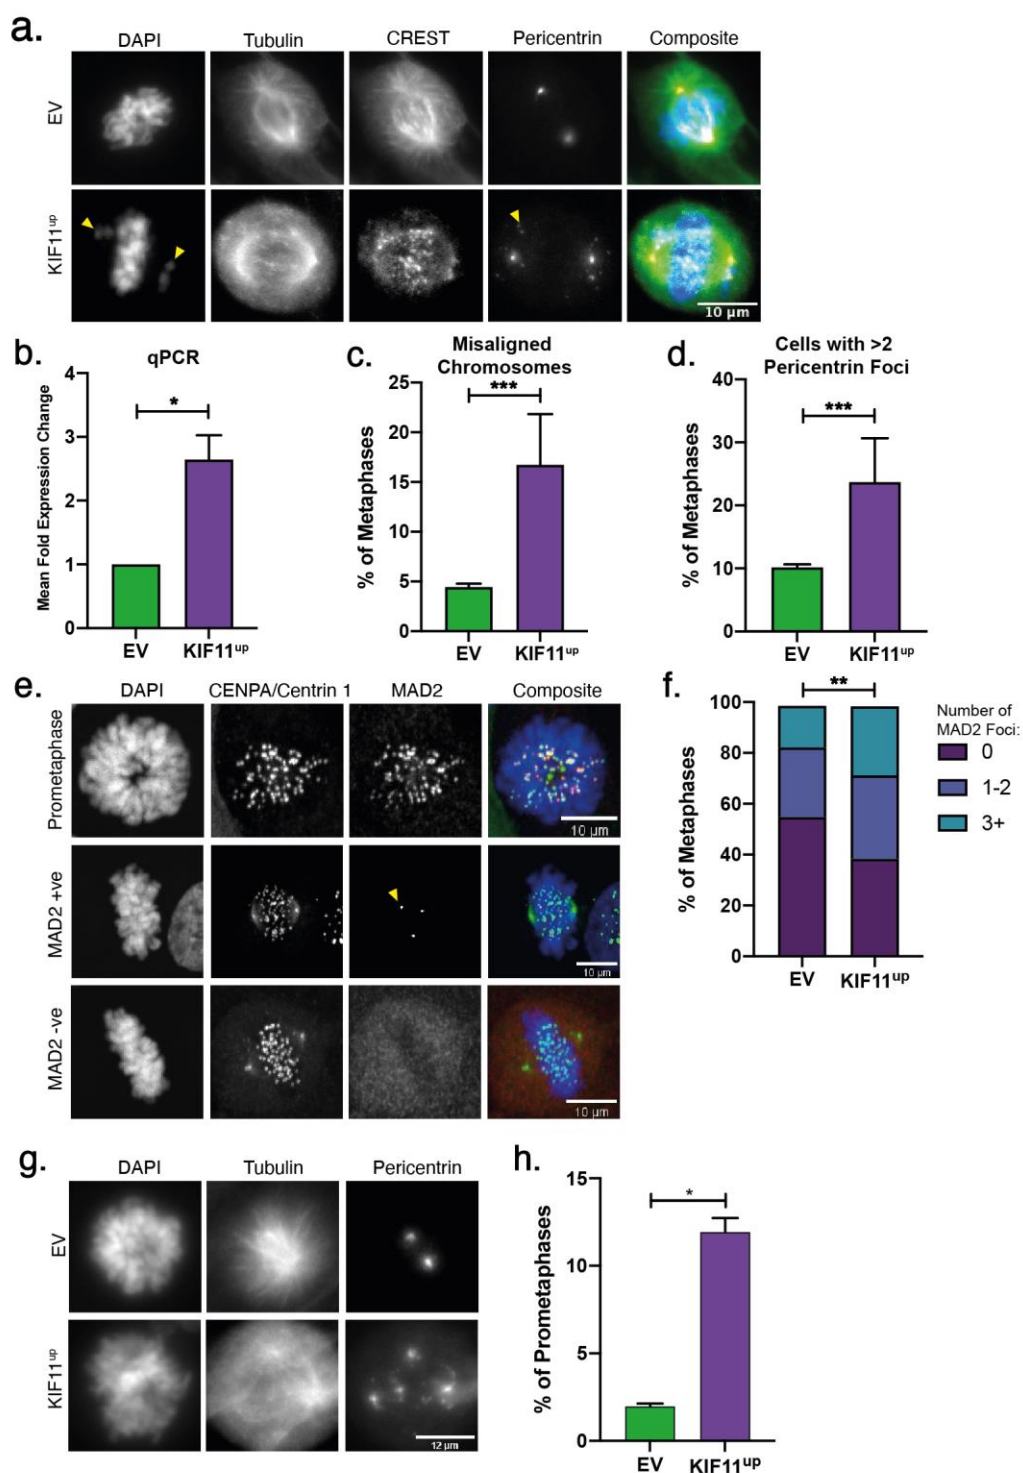 a.
DAPI Tubulin CREST Pericentrin Composite
EV
KIF11up
10 µm
b.
qPCR
Mean Fold Expression Change
4
3
2
1
0
*
EV KIF11up
c.
Misaligned
Chromosomes
% of Metaphases
25
20
15
10
5
0
***
EV KIF11up
d.
Cells with >2
Pericentrin Foci
% of Metaphases
40
30
20
10
0
***
EV KIF11up
e.
DAPI CENPA/Centrin 1 MAD2 Composite
Prometaphase
10 µm
MAD2 +ve
10 µm
MAD2 -ve
10 µm
f.
% of Metaphases
100
80
60
40
20
0
**
EV KIF11up
Number of
MAD2 Foci:
0
1-2
3+
g.
DAPI Tubulin Pericentrin
EV
KIF11up
12 µm
h.
% of Prometaphases
15
10
5
0
*
EV KIF11up